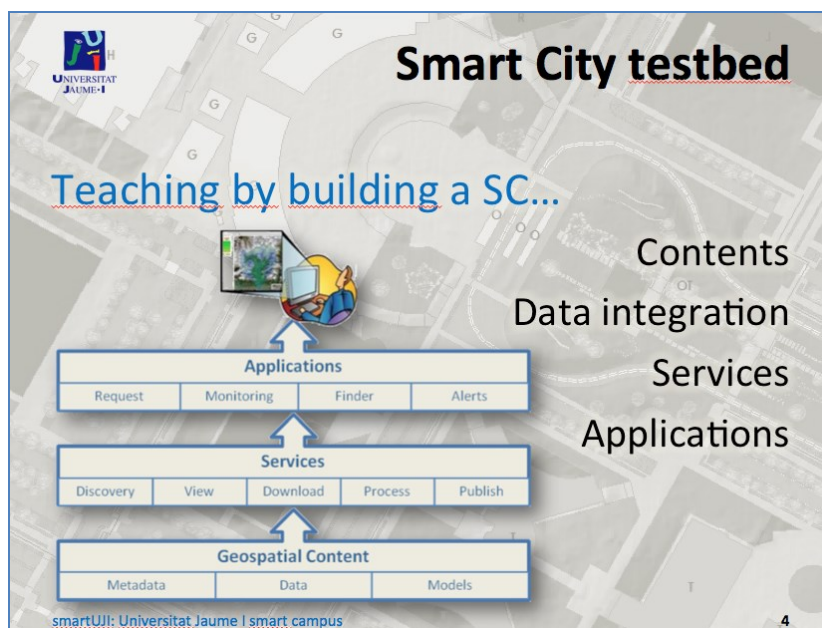 UNIVERSITAT
JAUME·I
Smart City testbed
Teaching by building a SC...
Contents
Data integration
Services
Applications
Applications
Request Monitoring Finder Alerts
Services
Discovery View Download Process Publish
Geospatial Content
Metadata Data Models
smartUJI: Universitat Jaume I smart campus
4